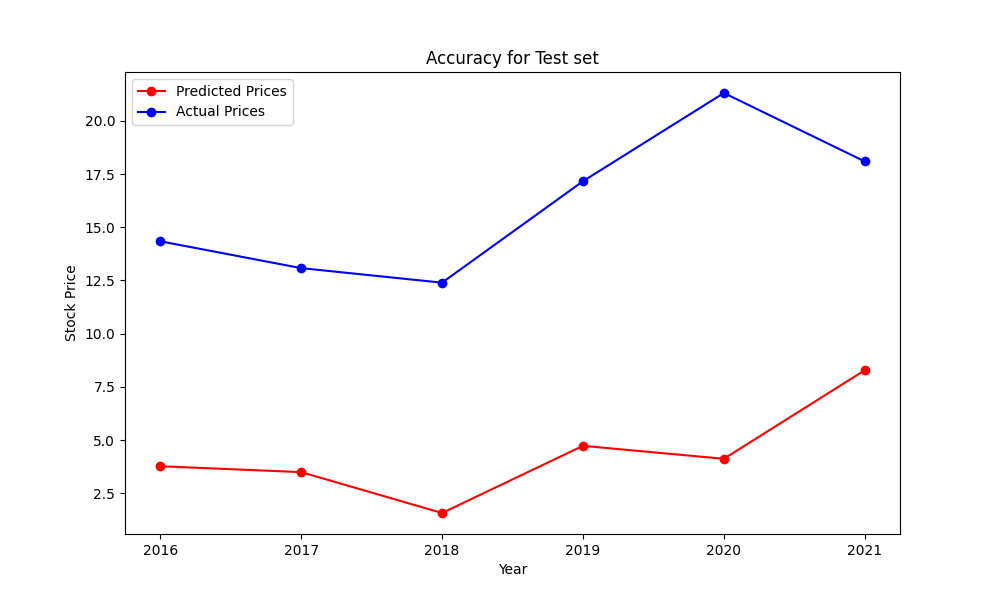 Accuracy for Test set
Predicted Prices
Actual Prices
20.0
17.5
15.0
12.5
10.0
7.5
5.0
2.5
Stock Price
2016 2017 2018 2019 2020 2021
Year